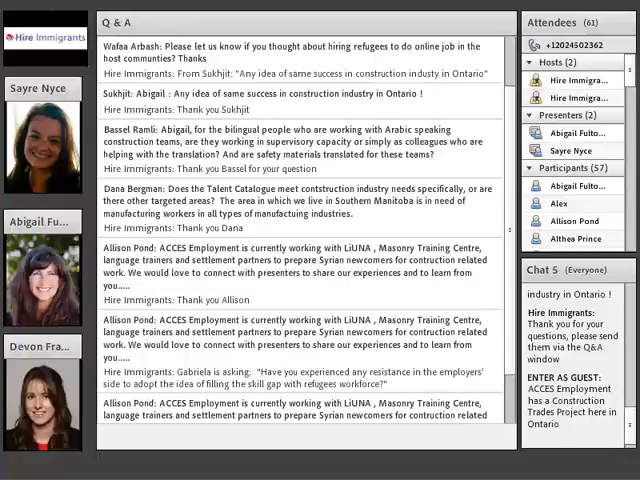 Hire Immigrants
Sayre Nyce
Abigail Fu...
Devon Fra...
Q & A
Wafaa Arbash: Please let us know if you thought about hiring refugees to do online job in the
host communties? Thanks
Hire Immigrants: From Sukhjit: "Any idea of same success in construction industy in Ontario"
Sukhjit: Abigail : Any idea of same success in construction industry in Ontario !
Hire Immigrants: Thank you Sukhjit
Bassel Ramli: Abigail, for the bilingual people who are working with Arabic speaking
construction teams, are they working in supervisory capacity or simply as colleagues who are
helping with the translation? And are safety materials translated for these teams?
Hire Immigrants: Thank you Bassel for your question
Dana Bergman: Does the Talent Catalogue meet contstruction industry needs specifically, or are
there other targeted areas? The area in which we live in Southern Manitoba is in need of
manufacturing workers in all types of manufacturing industries.
Hire Immigrants: Thank you Dana
Allison Pond: ACCES Employment is currently working with LiUNA , Masonry Training Centre,
language trainers and settlement partners to prepare Syrian newcomers for contruction related
work. We would love to connect with presenters to share our experiences and to learn from
you.....
Hire Immigrants: Thank you Allison
Allison Pond: ACCES Employment is currently working with LiUNA , Masonry Training Centre,
language trainers and settlement partners to prepare Syrian newcomers for contruction related
work. We would love to connect with presenters to share our experiences and to learn from
you.....
Hire Immigrants: Gabriela is asking: "Have you experienced any resistance in the employers'
side to adopt the idea of filling the skill gap with refugees workforce?"
Allison Pond: ACCES Employment is currently working with LiUNA , Masonry Training Centre,
language trainers and settlement partners to prepare Syrian newcomers for contruction related
Attendees (61)
+12024502362
Hosts (2)
Hire Immigra...
Hire Immigra...
Presenters (2)
Abigail Fulto...
Sayre Nyce
Participants (57)
Abigail Fulto...
Alex
Allison Pond
Althea Prince
Chat 5 (Everyone)
industry in Ontario !
Hire Immigrants:
Thank you for your
questions, please send
them via the Q&A
window
ENTER AS GUEST:
ACCES Employment
has a Construction
Trades Project here in
Ontario